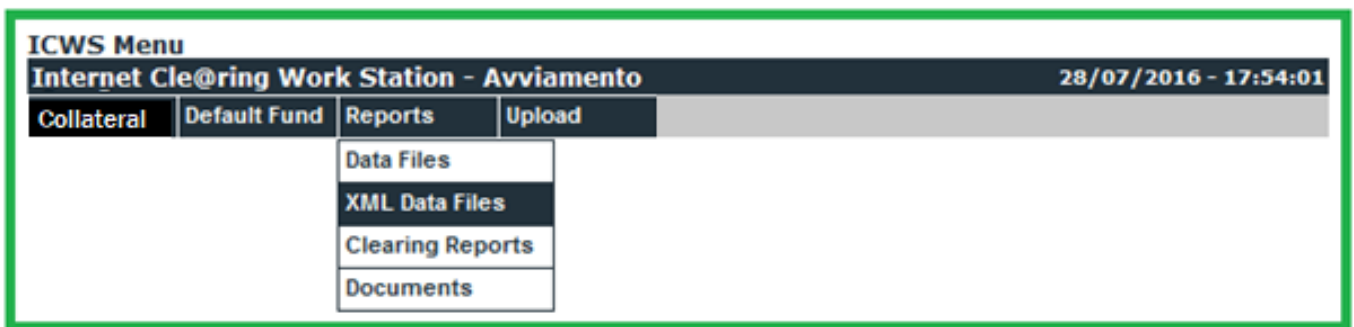 ICWS Menu
Internet Cle@ring Work Station - Avviamento 28/07/2016 - 17:54:01
Collateral Default Fund Reports Upload
Data Files
XML Data Files
Clearing Reports
Documents